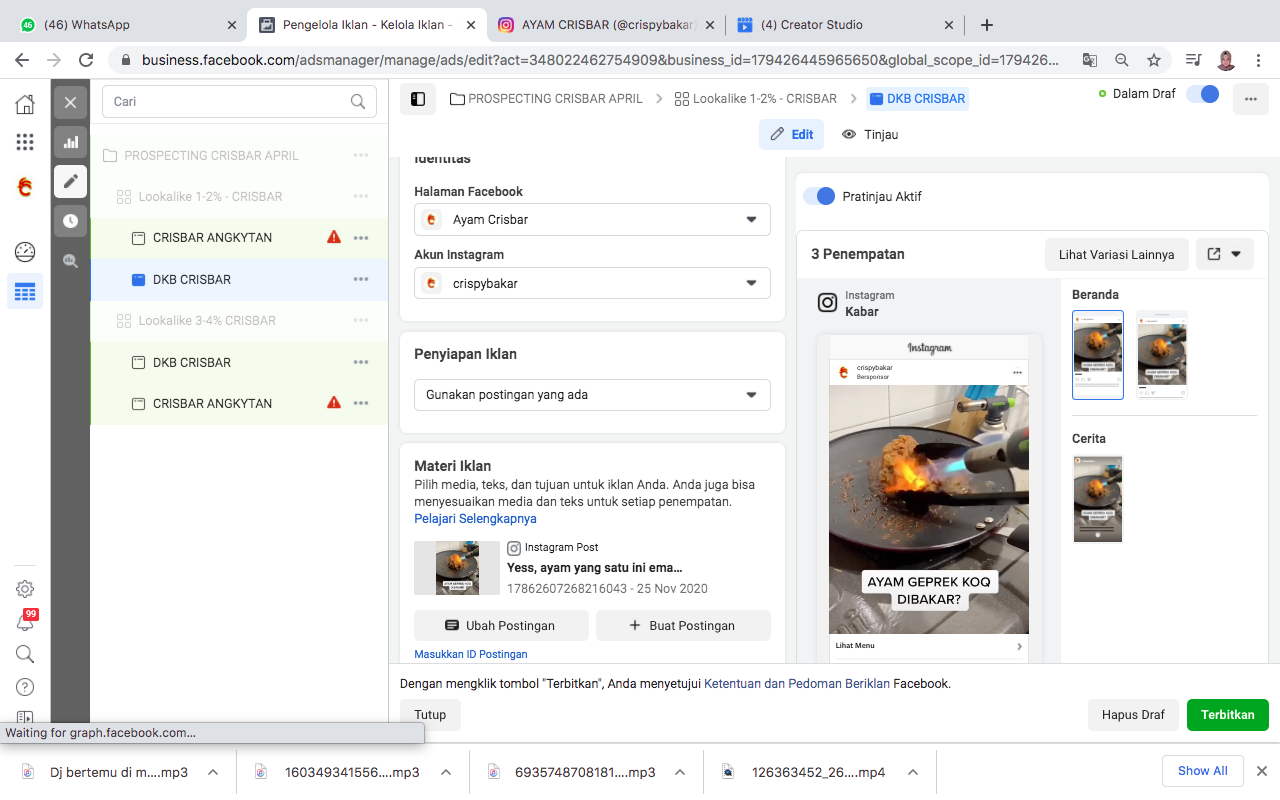 (46) WhatsApp
Pengelola Iklan - Kelola Iklan -
AYAM CRISBAR (@crispybakar)
(4) Creator Studio
business.facebook.com/adsmanager/manage/ads/edit?act=348022462754909&business_id=179426445965650&global_scope_id=179426...
Cari
PROSPECTING CRISBAR APRIL
Lookalike 1-2% - CRISBAR
CRISBAR ANGKYTAN
DKB CRISBAR
Lookalike 3-4% CRISBAR
DKB CRISBAR
CRISBAR ANGKYTAN
99
PROSPECTING CRISBAR APRIL
Lookalike 1-2% - CRISBAR
DKB CRISBAR
Dalam Draf
Edit
Tinjau
Identitas
Halaman Facebook
Ayam Crisbar
Akun Instagram
crispybakar
Penyiapan Iklan
Gunakan postingan yang ada
Materi Iklan
Pilih media, teks, dan tujuan untuk iklan Anda. Anda juga bisa
menyesuaikan media dan teks untuk setiap penempatan.
Pelajari Selengkapnya
Instagram Post
Yess, ayam yang satu ini ema...
17862607268216043 - 25 Nov 2020
Ubah Postingan
Buat Postingan
Masukkan ID Postingan
Pratinjau Aktif
3 Penempatan
Lihat Variasi Lainnya
Instagram
Kabar
Instagram
crispybakar
Bersponsor
AYAM GEPREK KOQ
DIBAKAR?
Lihat Menu
Beranda
Cerita
Dengan mengklik tombol "Terbitkan", Anda menyetujui Ketentuan dan Pedoman Beriklan Facebook.
Tutup
Hapus Draf
Terbitkan
Waiting for graph.facebook.com...
Dj bertemu di m....mp3
160349341556....mp3
6935748708181....mp3
126363452_26....mp4
Show All